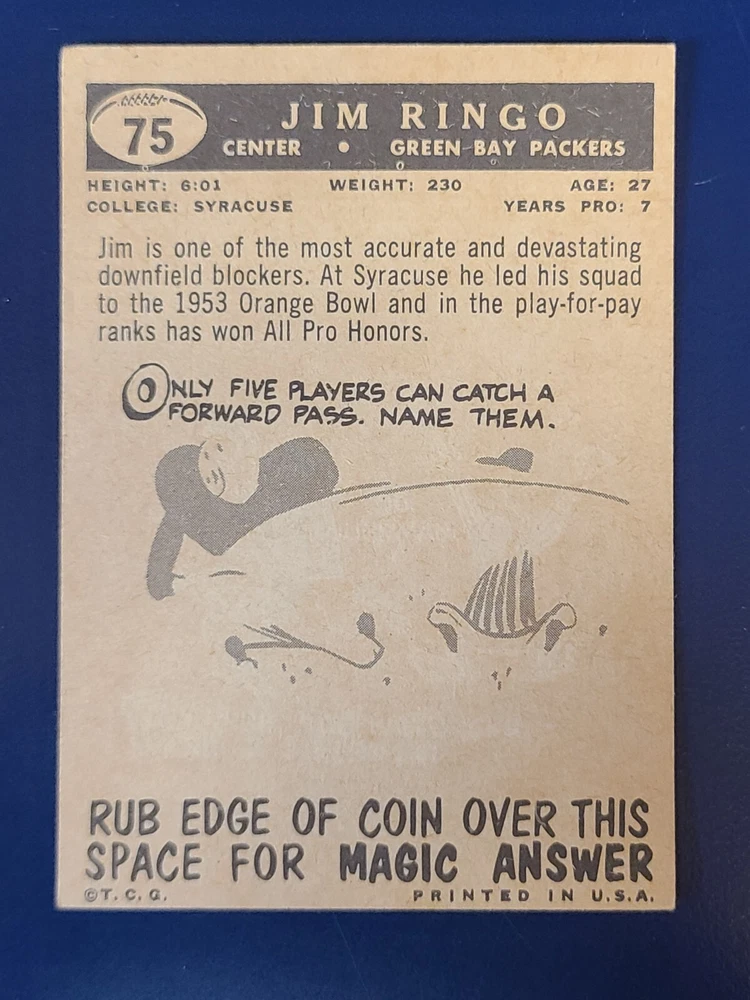 75
JIM RINGO
CENTER • GREEN BAY PACKERS
HEIGHT: 6:01 WEIGHT: 230 AGE: 27
COLLEGE: SYRACUSE YEARS PRO: 7
Jim is one of the most accurate and devastating
downfield blockers. At Syracuse he led his squad
to the 1953 Orange Bowl and in the play-for-pay
ranks has won All Pro Honors.
ONLY FIVE PLAYERS CAN CATCH A
FORWARD PASS. NAME THEM.
RUB EDGE OF COIN OVER THIS
SPACE FOR MAGIC ANSWER
©T. C. G. PRINTED IN U.S.A.